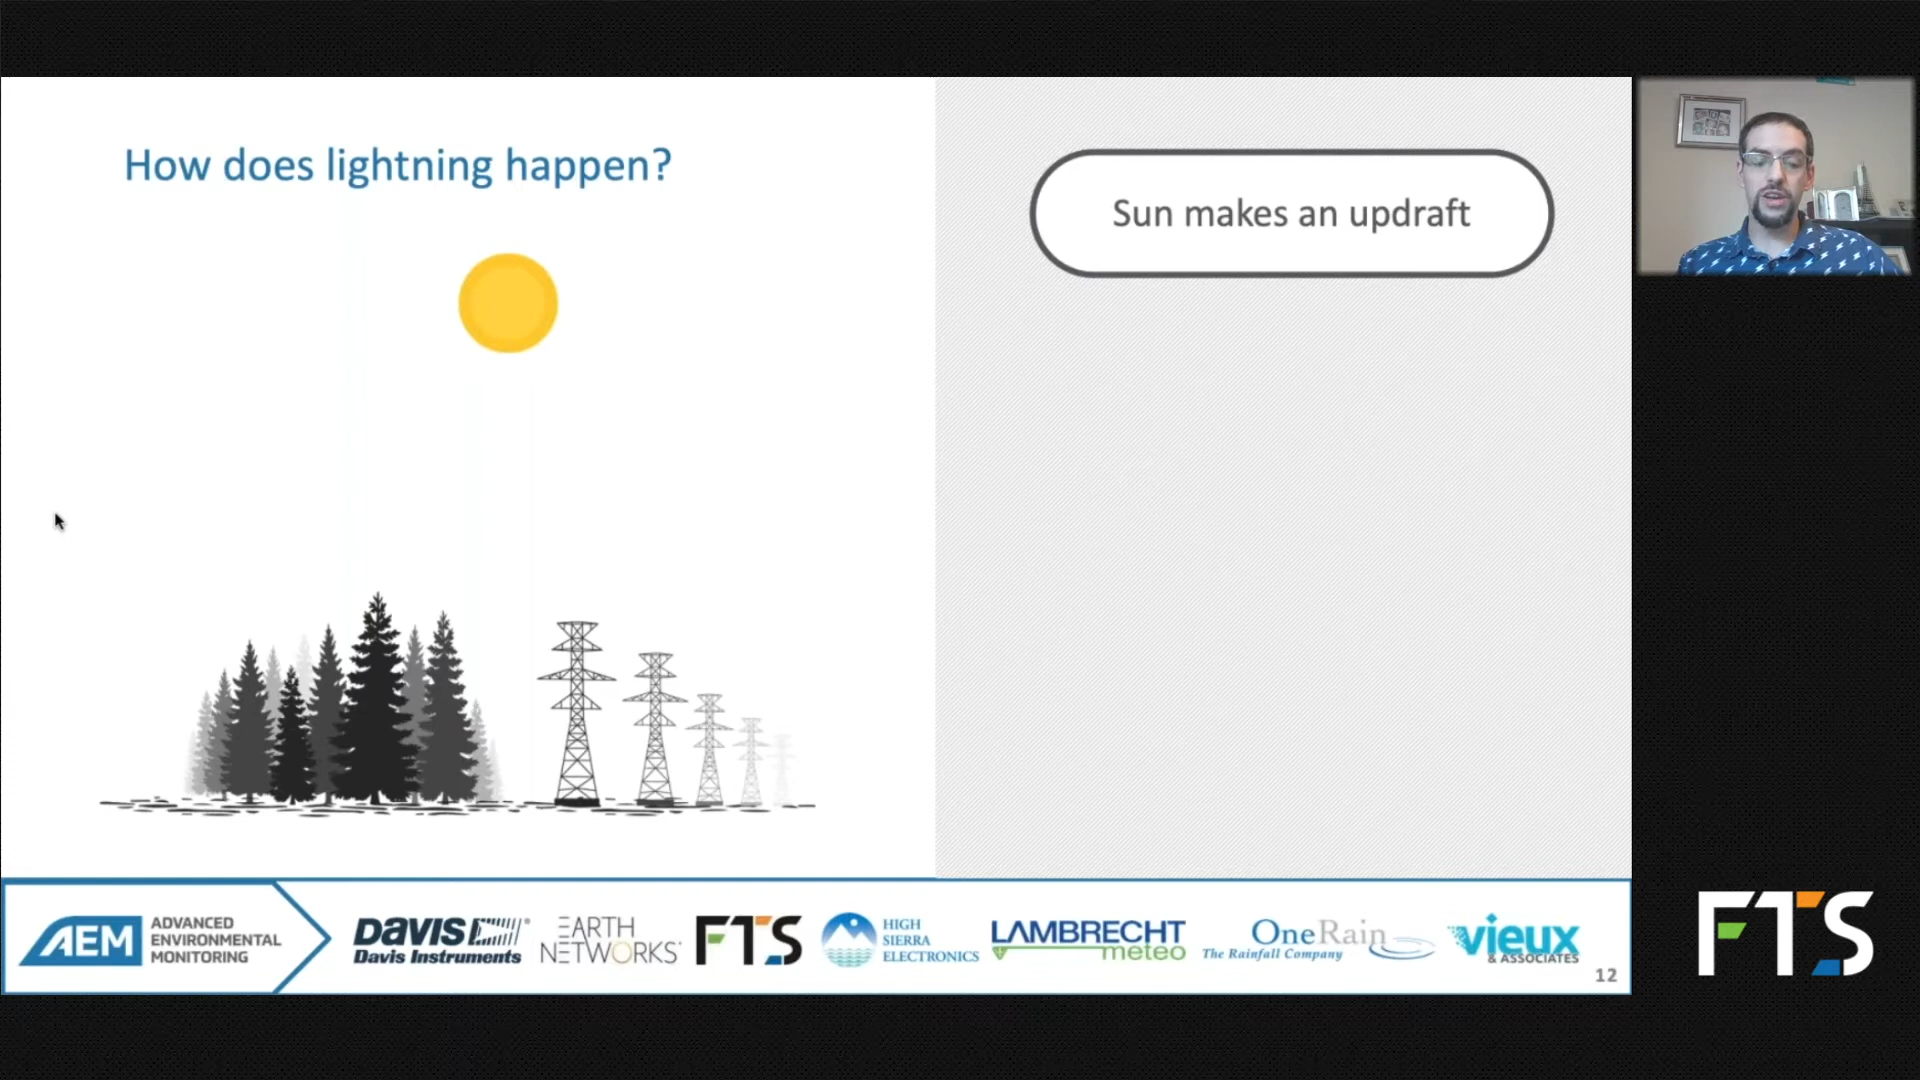 How does lightning happen?
Sun makes an updraft
AEM
ADVANCED
ENVIRONMENTAL
MONITORING
DAVIS
Davis Instruments
EARTH
NETWORKS
FTS
HIGH
SIERRA
ELECTRONICS
LAMBRECHT
meteo
OneRain
The Rainfall Company
vieux
& ASSOCIATES
12
FTS